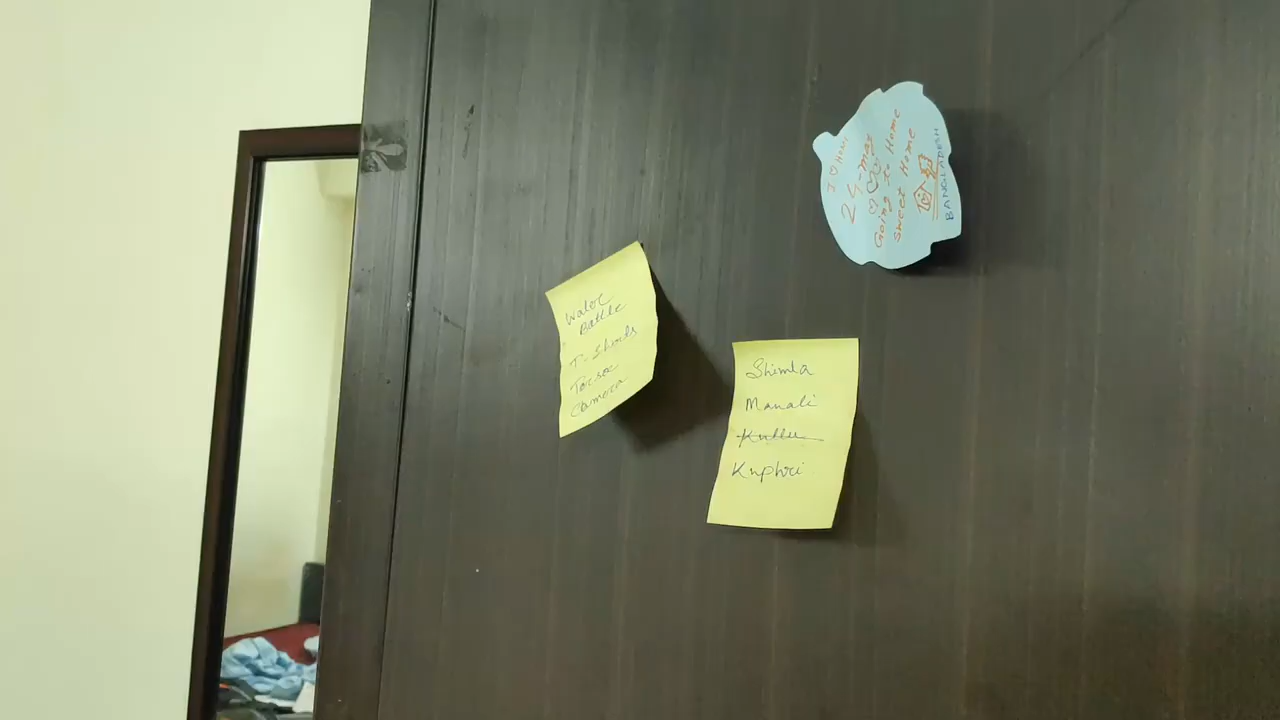 I ♡ HOME
24-may
Going to Home
sweet Home
BANGLADESH
Water
Bottle
T-Shirts
Camera
Shimla
Manali
Kullu
Kuphri